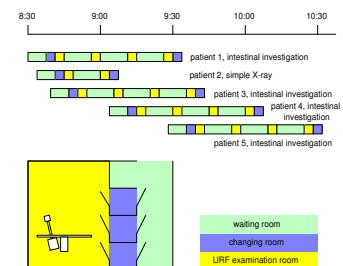 8:30 9:00 9:30 10:00 10:30
patient 1, intestinal investigation
patient 2, simple X-ray
patient 3, intestinal investigation
patient 4, intestinal
investigation
patient 5, intestinal investigation
waiting room
changing room
URF examination room